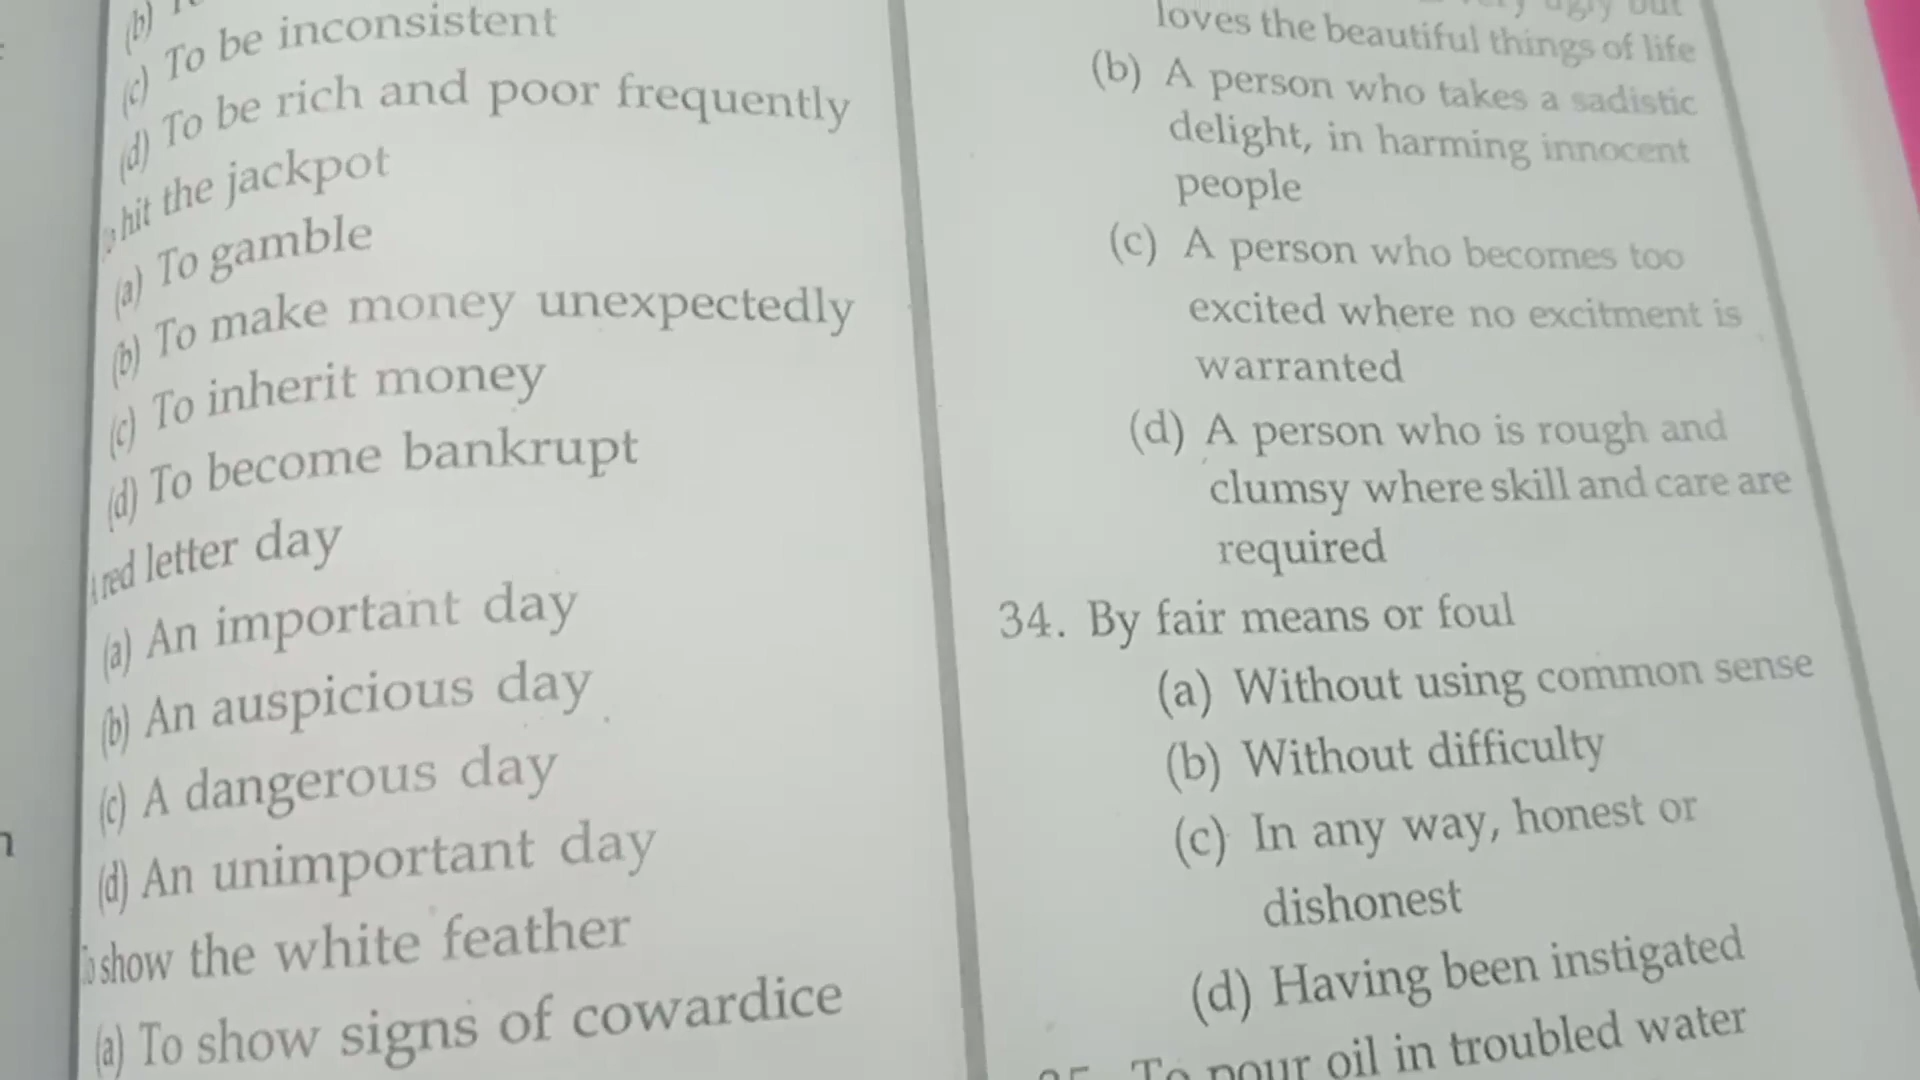 (b)
(c) To be inconsistent
(d) To be rich and poor frequently
hit the jackpot
(a) To gamble
(b) To make money unexpectedly
(c) To inherit money
(d) To become bankrupt
A red letter day
(a) An important day
(b) An auspicious day
(c) A dangerous day
(d) An unimportant day
To show the white feather
(a) To show signs of cowardice
ugly but
loves the beautiful things of life
(b) A person who takes a sadistic
delight, in harming innocent
people
(c) A person who becomes too
excited where no excitment is
warranted
(d) A person who is rough and
clumsy where skill and care are
required
34. By fair means or foul
(a) Without using common sense
(b) Without difficulty
(c) In any way, honest or
dishonest
(d) Having been instigated
To pour oil in troubled water